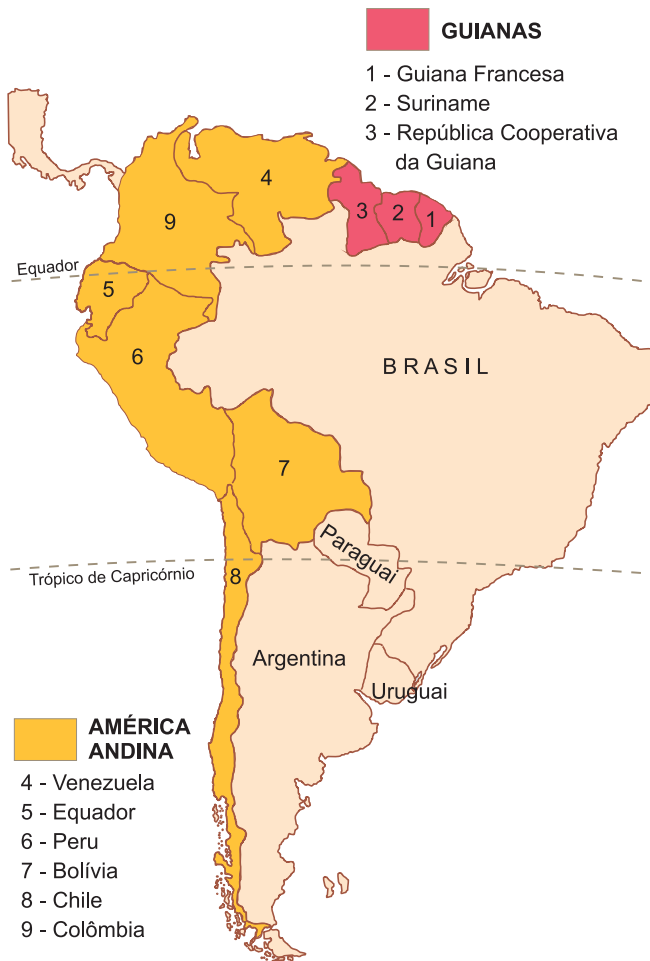 GUIANAS
1 - Guiana Francesa
2 - Suriname
3 - República Cooperativa
da Guiana
4
9
3
2
1
Equador
5
6
BRASIL
7
Paraguai
Trópico de Capricórnio
8
Argentina
Uruguai
AMÉRICA
ANDINA
4 - Venezuela
5 - Equador
6 - Peru
7 - Bolívia
8 - Chile
9 - Colômbia